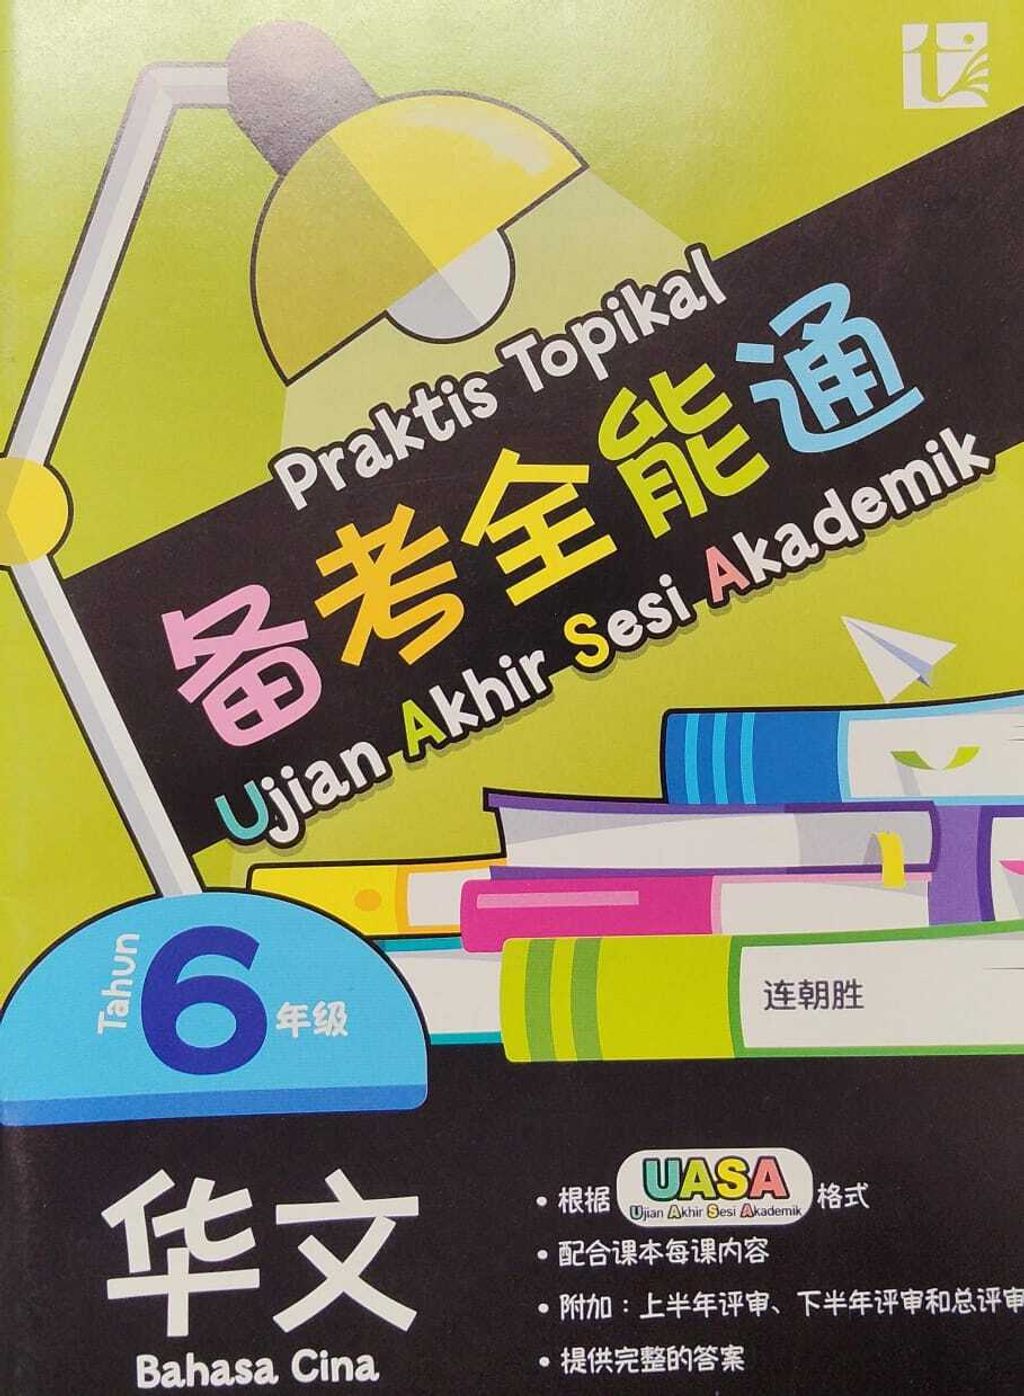 Praktis Topikal
备考全能通
Ujian Akhir Sesi Akademik
Tahun 6 年级
连朝胜
华文
Bahasa Cina
• 根据 UASA 格式
Ujian Akhir Sesi Akademik
• 配合课本每课内容
• 附加：上半年评审、下半年评审和总评审
• 提供完整的答案